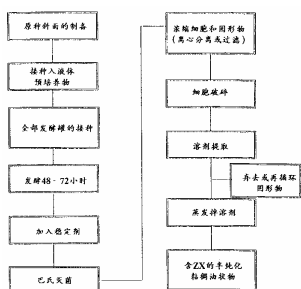 原种斜面的制备
接种入液体
预培养物
全部发酵罐的接种
发酵48-72小时
加入稳定剂
巴氏灭菌
浓缩细胞和固形物
(离心分离或过滤)
细胞破碎
溶剂提取
弃去或再循环
固形物
蒸发掉溶剂
含ZX的半纯化
黏稠油状物